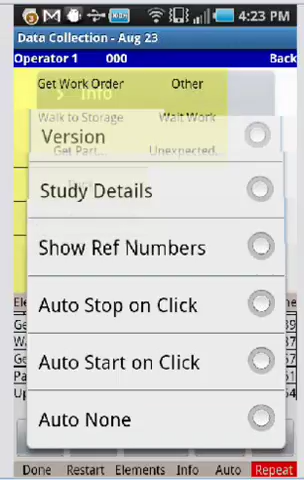 4:23 PM
Data Collection - Aug 23
Operator 1 000 Back
Get Work Order Other
Info
Walk to Storage Wait Work
Version
Get Part... Unexpected..
Study Details
Show Ref Numbers
Auto Stop on Click
Auto Start on Click
Auto None
Done Restart Elements Info Auto Repeat